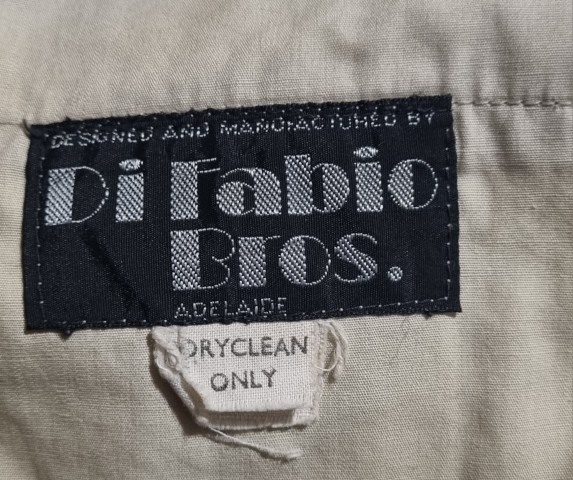 DESIGNED AND MANUFACTURED BY
Di Fabio
Bros.
ADELAIDE
DRYCLEAN
ONLY